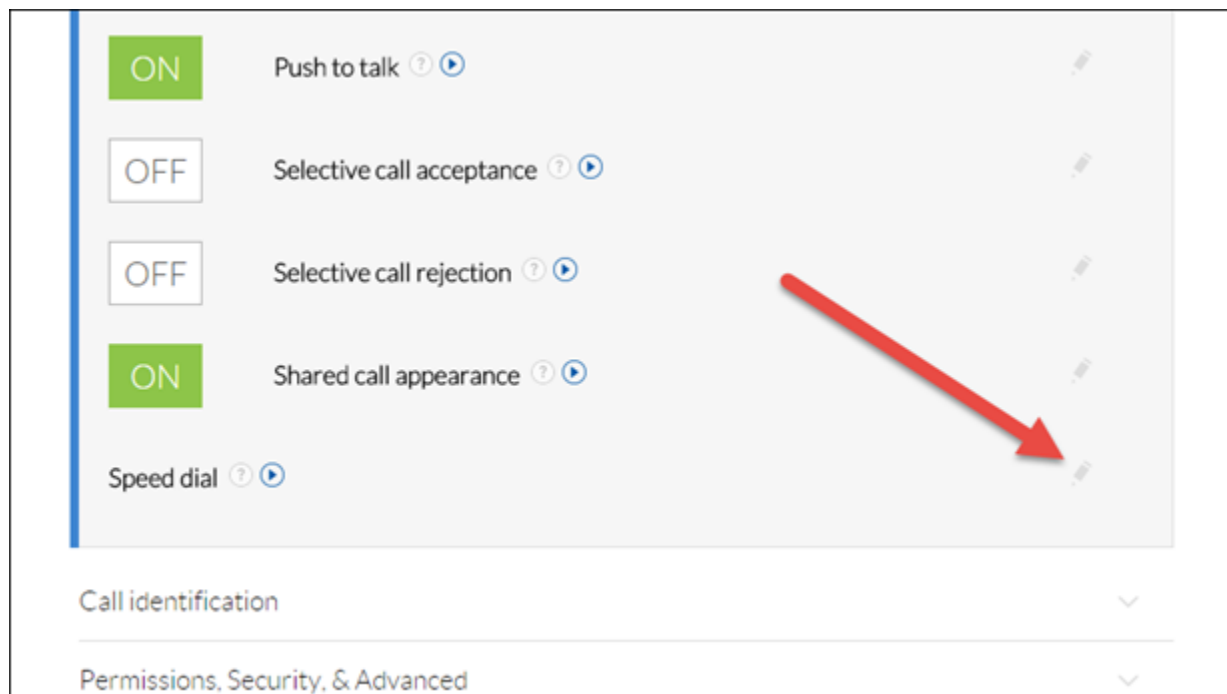 ON Push to talk ?
OFF Selective call acceptance ?
OFF Selective call rejection ?
ON Shared call appearance ?
Speed dial ?
Call identification
Permissions, Security, & Advanced